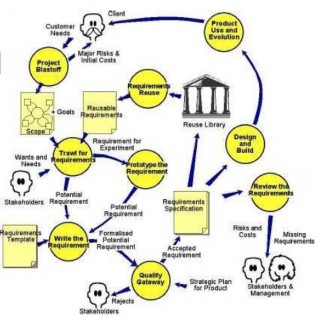 Client
Customer
Needs
Product
Use and
Evolution
Major Risks &
Initial Costs
Project
Blastoff
Requirements
Reuse
+ Goals
Scope
Reusable
Requirements
Reuse Library
Requirement for
Experiment
Trawl for
Requirements
Design and
Build
Wants and
Needs
Prototype the
Requirements
Review the
Requirements
Stakeholders
Potential
Requirement
Potential
Requirement
Requirements
Specification
Risks and
Costs
Missing
Requirements
Requirements
Template
Write the
Requirement
Formalised
Potential
Requirement
Accepted
Requirement
Quality
Gateway
Strategic Plan
for Product
Stakeholders &
Management
Rejects
Stakeholders